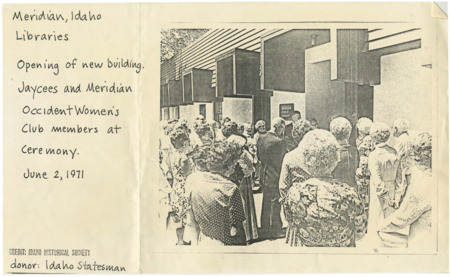 Meridian, Idaho
Libraries
Opening of new building.
Jaycees and Meridian
Occident Women's
Club members at
Ceremony.
June 2, 1971
CREDIT: IDAHO HISTORICAL SOCIETY
donor: Idaho Statesman